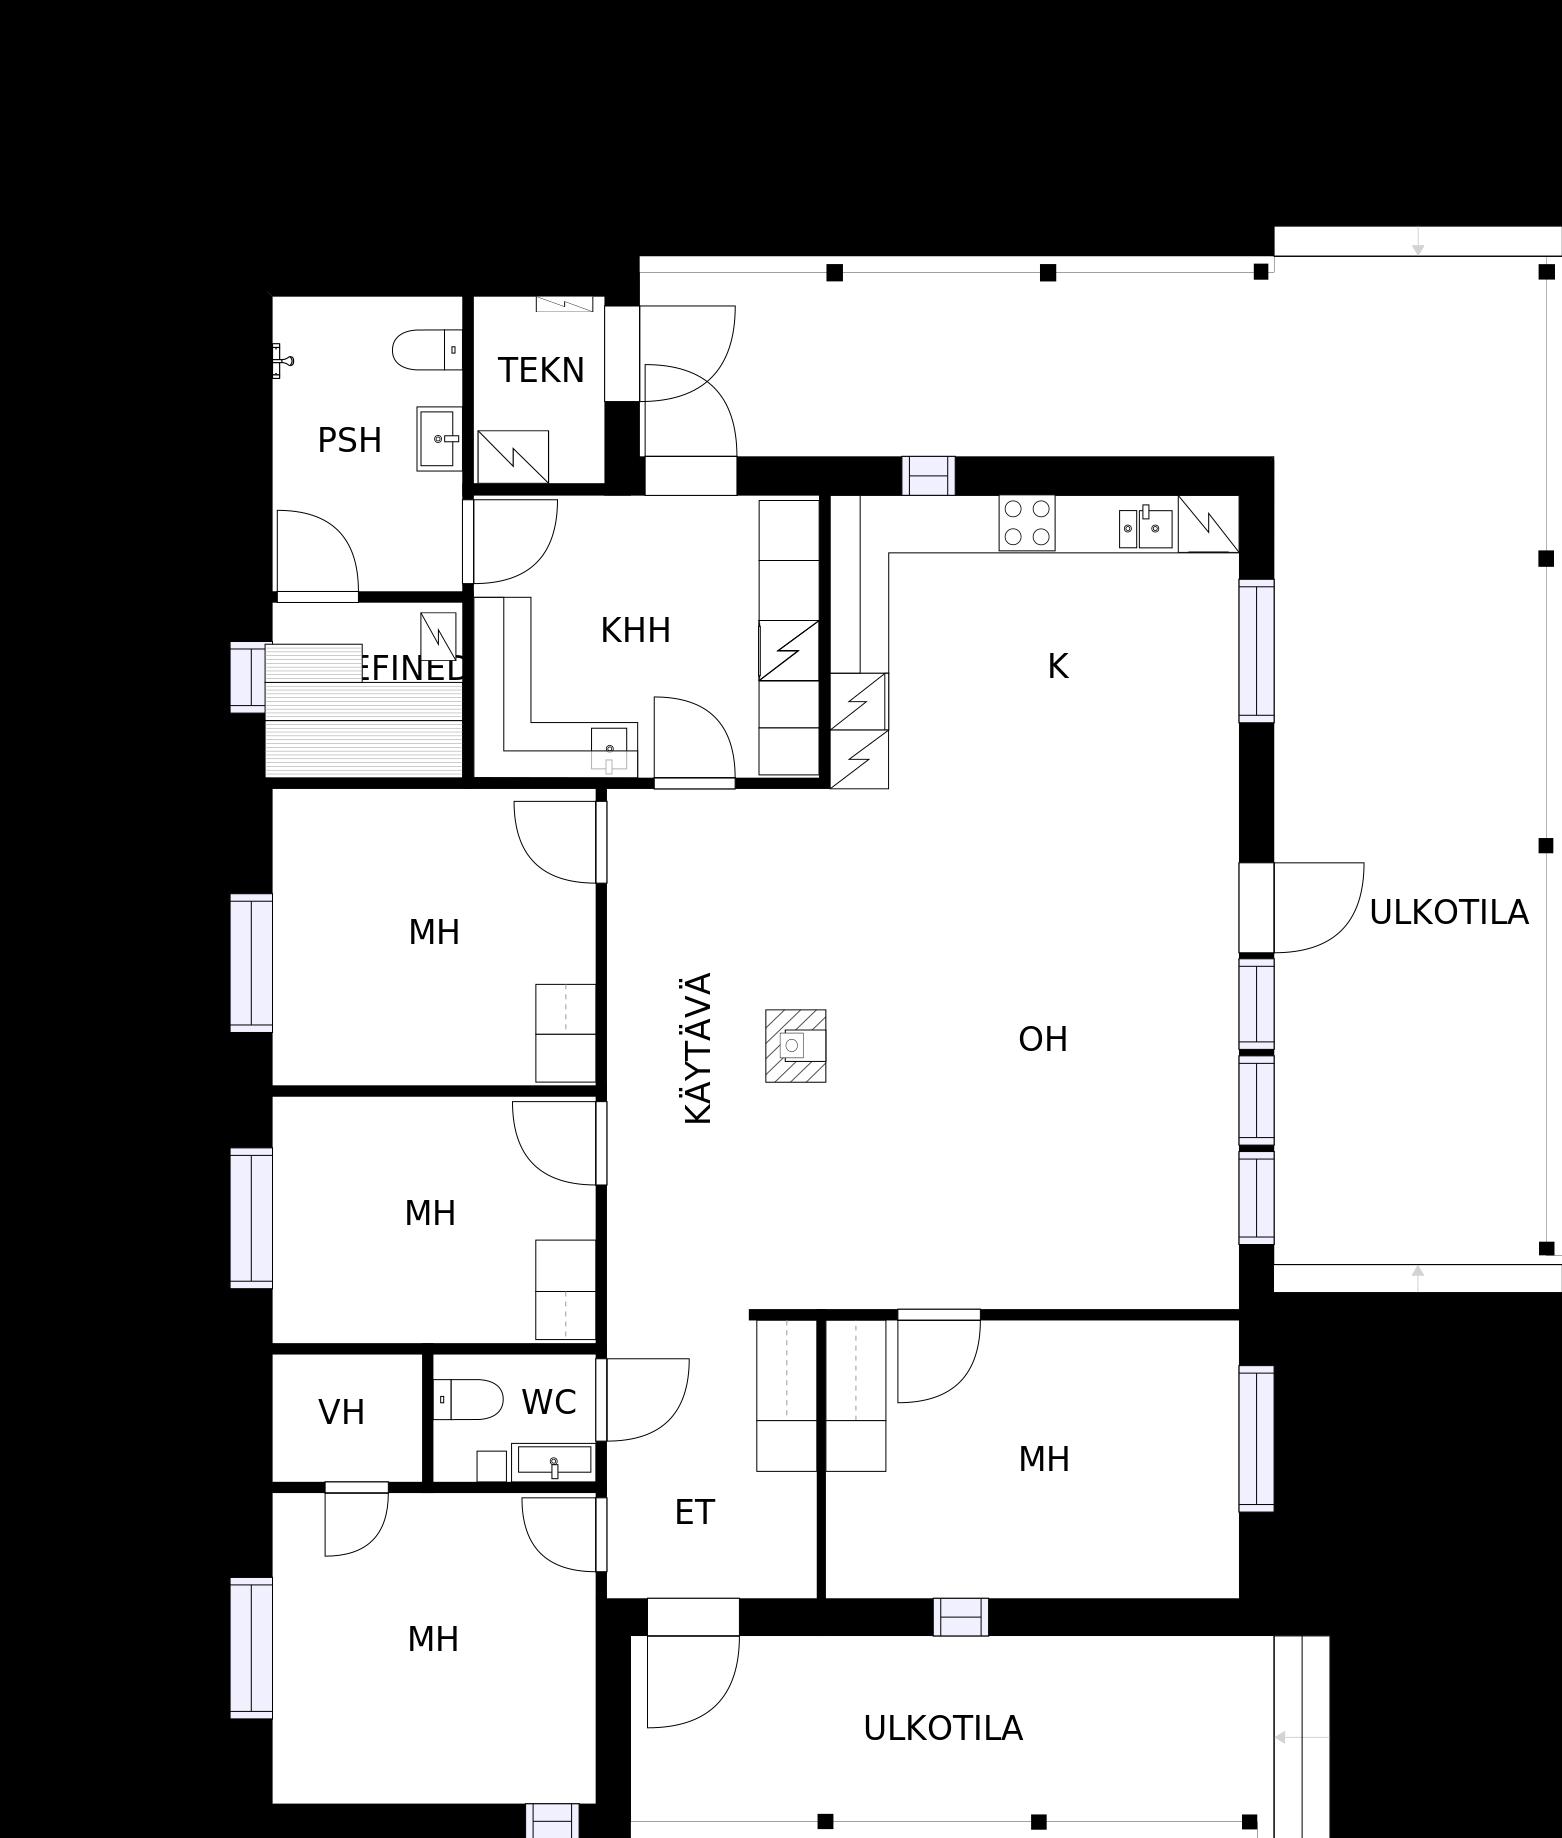 TEKN
PSH
KHH
EFINED
K
ULKOTILA
MH
KÄYTÄVÄ
OH
MH
VH
WC
MH
ET
MH
ULKOTILA